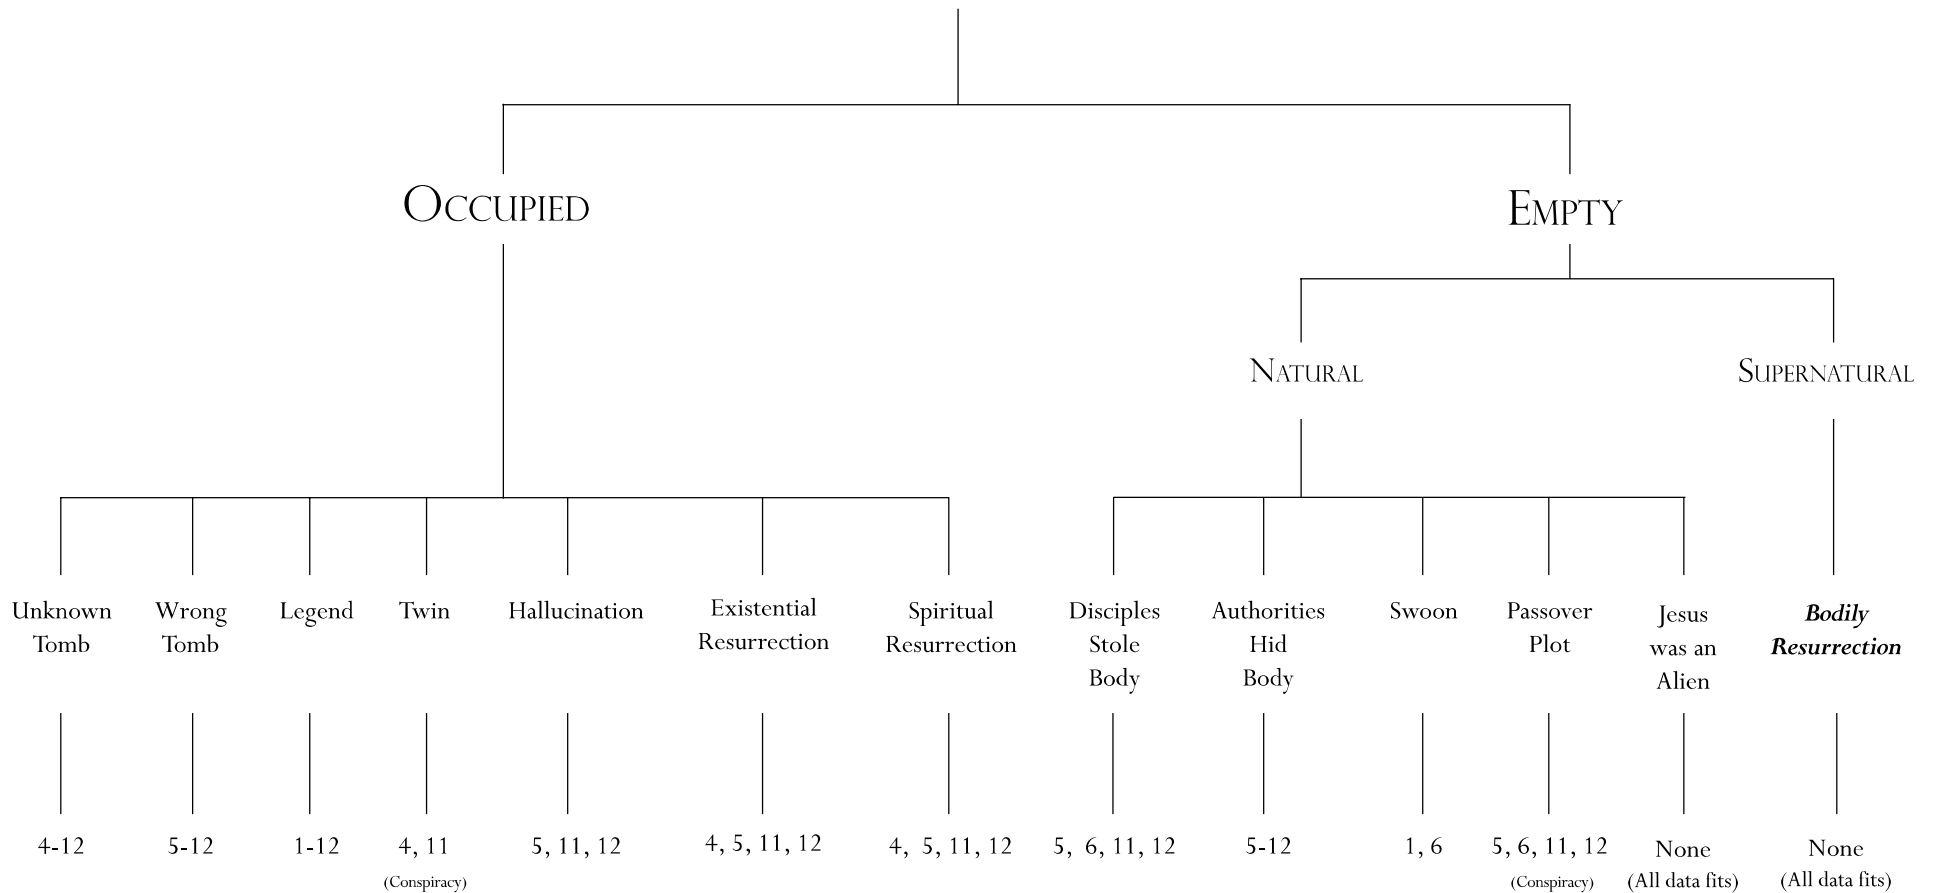 OCCUPIED
EMPTY
NATURAL
SUPERNATURAL
Unknown
Tomb
Wrong
Tomb
Legend
Twin
Hallucination
Existential
Resurrection
Spiritual
Resurrection
Disciples
Stole
Body
Authorities
Hid
Body
Swoon
Passover
Plot
Jesus
was an
Alien
Bodily
Resurrection
4-12
5-12
1-12
4, 11
(Conspiracy)
5, 11, 12
4, 5, 11, 12
4, 5, 11, 12
5, 6, 11, 12
5-12
1, 6
5, 6, 11, 12
(Conspiracy)
None
(All data fits)
None
(All data fits)